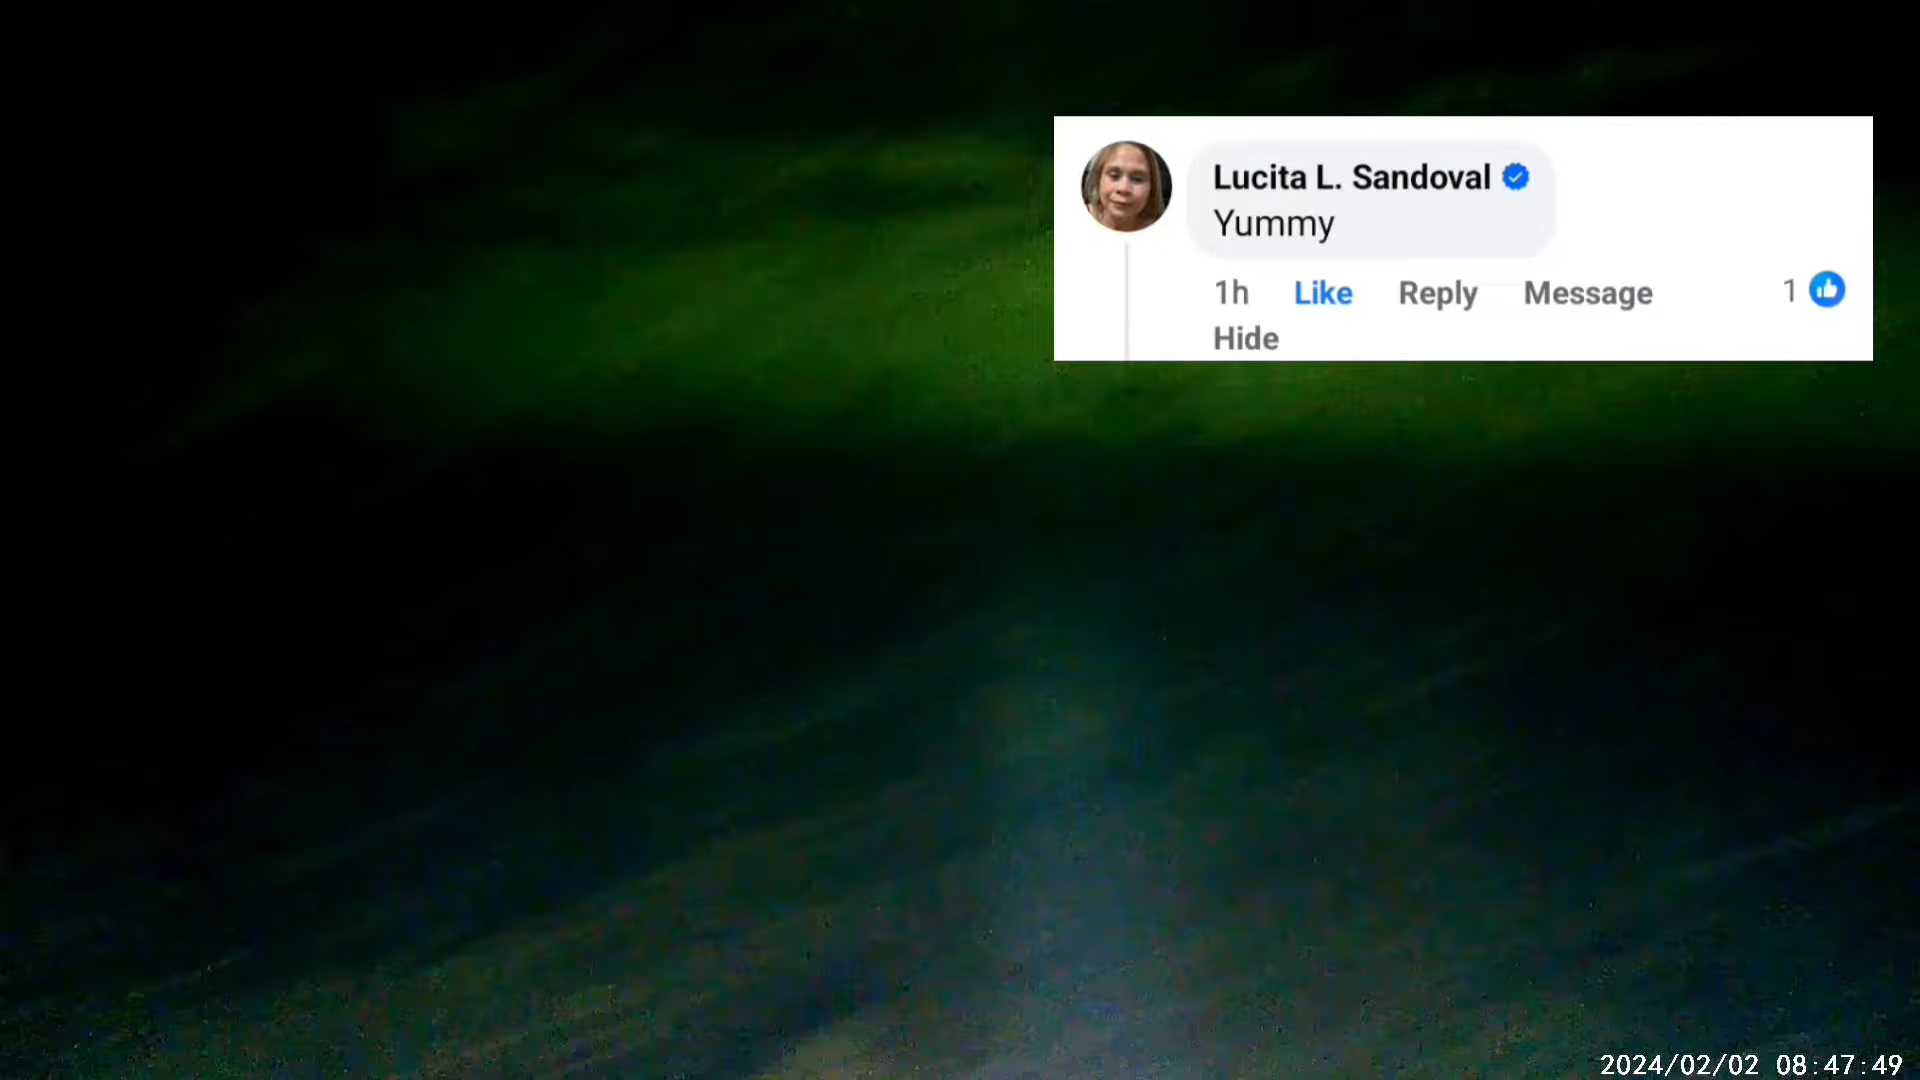 Lucita L. Sandoval
Yummy
1h Like Reply Message 1
Hide
2024/02/02 08:47:49